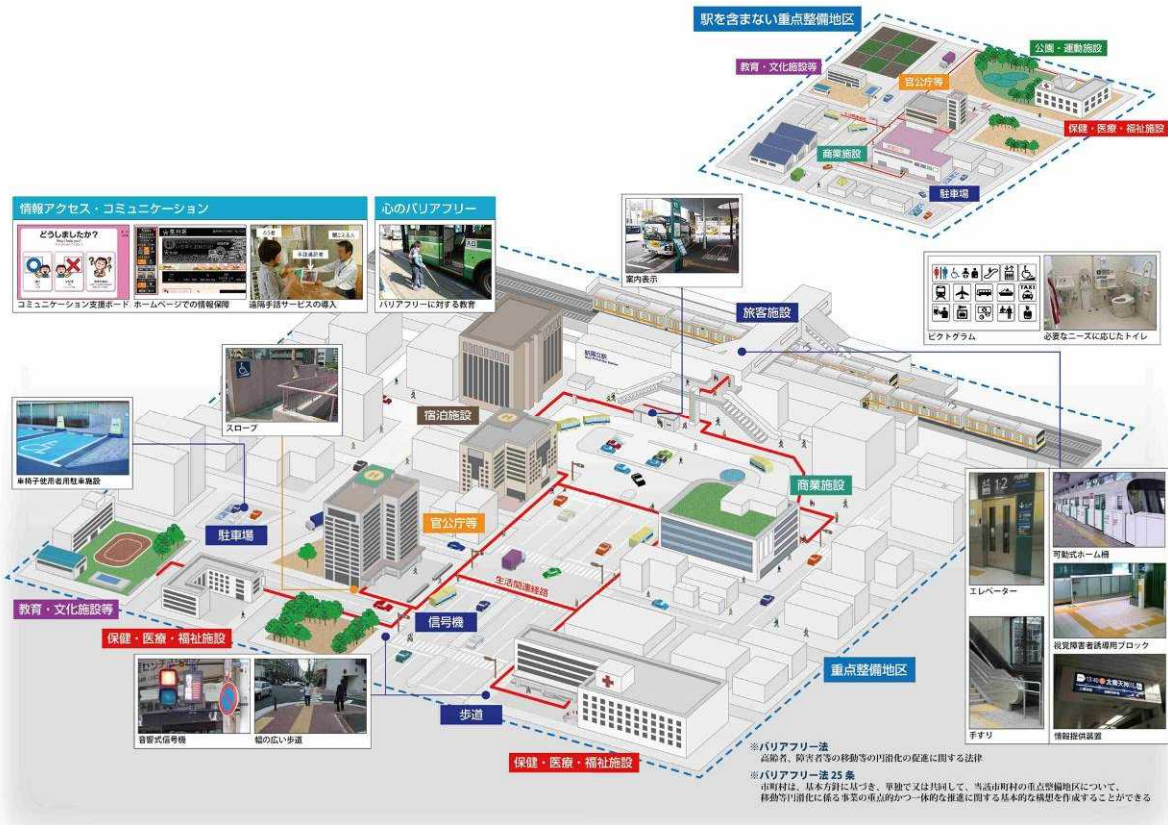 駅を含まない重点整備地区
公園・運動施設
教育・文化施設等
官公庁等
保健・医療・福祉施設
商業施設
駐車場
情報アクセス・コミュニケーション
心のバリアフリー
どうしましたか？
コミュニケーション支援ボード
ホームページでの情報保障
手話通訳者
遠隔手話サービスの導入
バリアフリーに対する教育
案内表示
旅客施設
TAXI
ピクトグラム
必要なニーズに応じたトイレ
スロープ
宿泊施設
車椅子使用者用駐車施設
駐車場
官公庁等
商業施設
1・2
エレベーター
可動式ホーム柵
視覚障害者誘導用ブロック
手すり
情報提供装置
生活関連経路
教育・文化施設等
保健・医療・福祉施設
信号機
重点整備地区
音響式信号機
幅の広い歩道
歩道
保健・医療・福祉施設
※バリアフリー法
高齢者、障害者等の移動等の円滑化の促進に関する法律
※バリアフリー法 25 条
市町村は、基本方針に基づき、単独で又は共同して、当該市町村の重点整備地区について、
移動等円滑化に係る事業の重点的かつ一体的な推進に関する基本的な構想を作成することができる